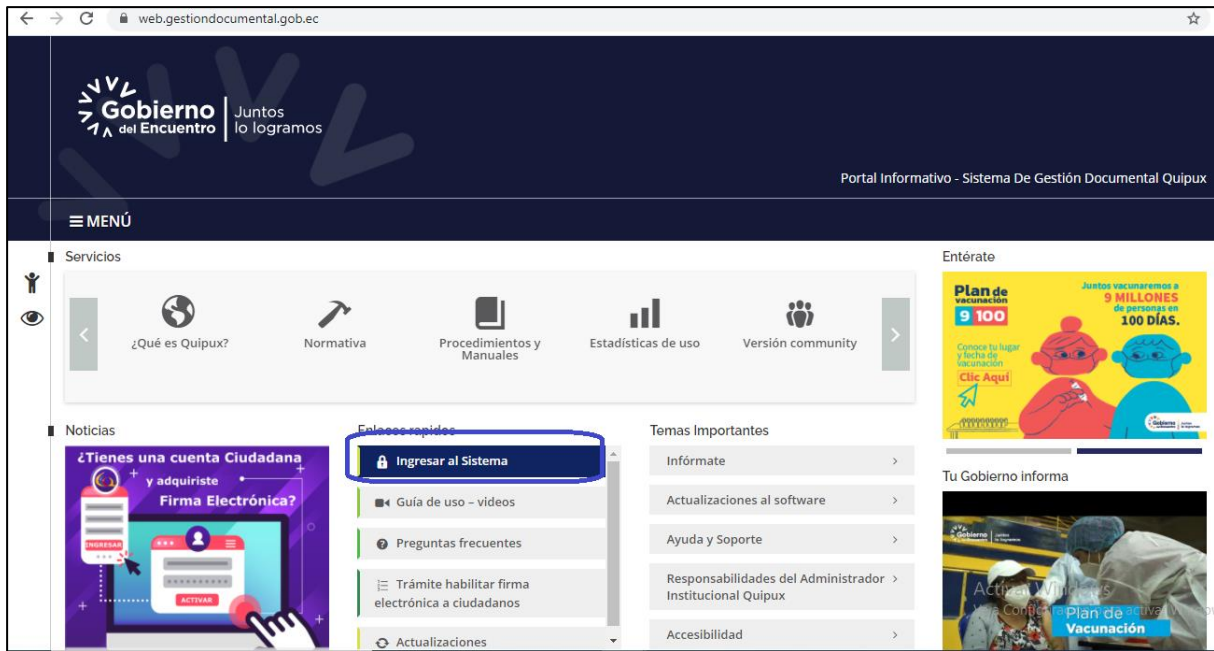 web.gestiondocumental.gob.ec
Gobierno
del Encuentro
Juntos
lo logramos
Portal Informativo - Sistema De Gestión Documental Quipux
MENÚ
Servicios
¿Qué es Quipux?
Normativa
Procedimientos y
Manuales
Estadísticas de uso
Versión community
Entérate
Plan de
vacunación
9 100
Juntos vacunaremos a
9 MILLONES
de personas en
100 DÍAS.
Conoce tu lugar
y fecha de
vacunación
Clic Aquí
Noticias
¿Tienes una cuenta Ciudadana
y adquiriste
Firma Electrónica?
INGRESAR
ACTIVAR
Enlaces rapidos
Ingresar al Sistema
Guía de uso – videos
Preguntas frecuentes
Trámite habilitar firma
electrónica a ciudadanos
Actualizaciones
Temas Importantes
Infórmate
Actualizaciones al software
Ayuda y Soporte
Responsabilidades del Administrador
Institucional Quipux
Accesibilidad
Tu Gobierno informa
Plan de
Vacunación